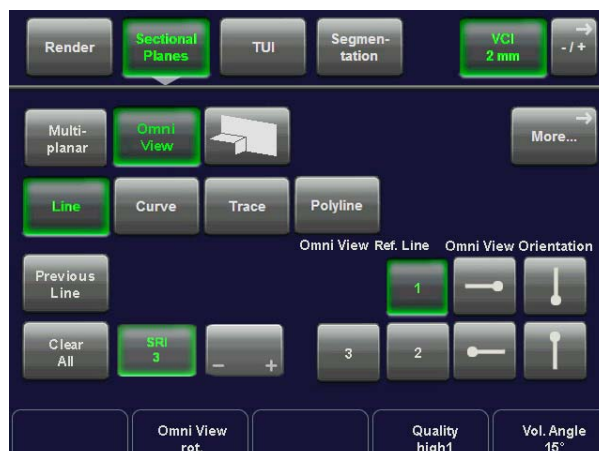 Render
Sectional
Planes
TUI
Segmen-
tation
VCI
2 mm
- / +
Multi-
planar
Omni
View
More...
Line
Curve
Trace
Polyline
Omni View Ref. Line
Omni View Orientation
Previous
Line
1
Clear
All
SRI
3
- +
3
2
Omni View
rot.
Quality
high1
Vol. Angle
15°